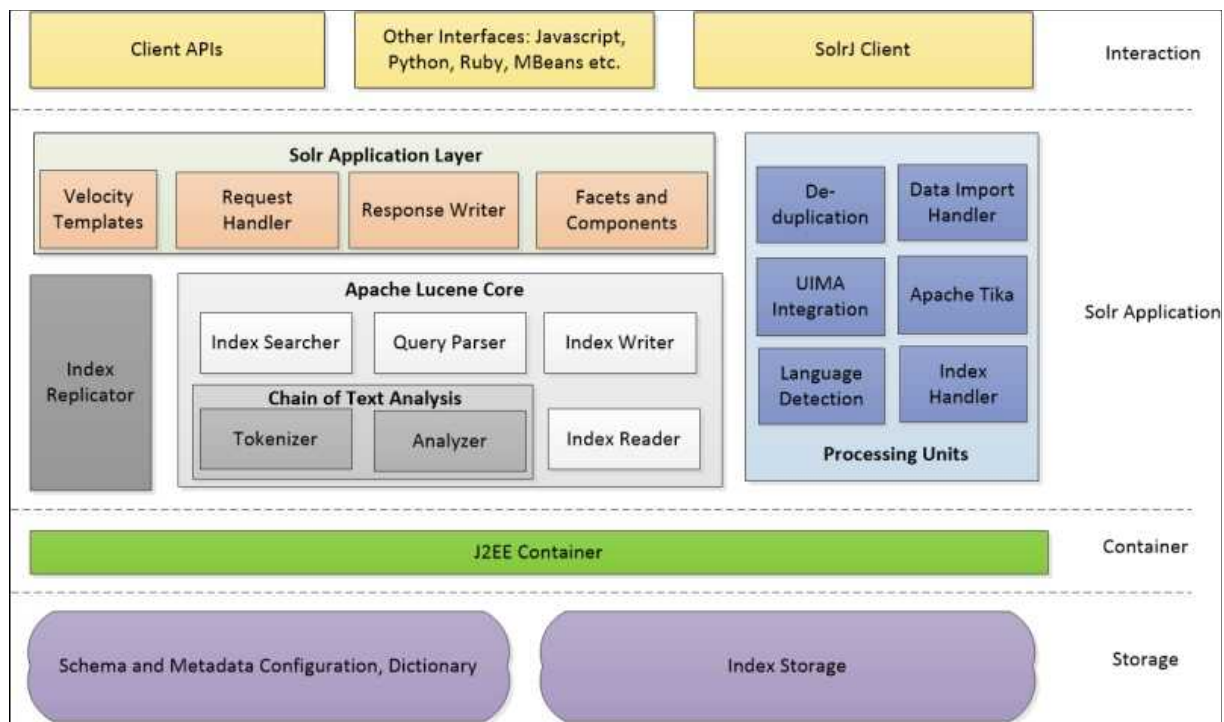 Client APIs
Other Interfaces: Javascript,
Python, Ruby, MBeans etc.
SolrJ Client
Interaction
Solr Application Layer
Velocity
Templates
Request
Handler
Response Writer
Facets and
Components
De-
duplication
Data Import
Handler
UIMA
Integration
Apache Tika
Language
Detection
Index
Handler
Processing Units
Solr Application
Index
Replicator
Apache Lucene Core
Index Searcher
Query Parser
Index Writer
Chain of Text Analysis
Tokenizer
Analyzer
Index Reader
J2EE Container
Container
Schema and Metadata Configuration, Dictionary
Index Storage
Storage